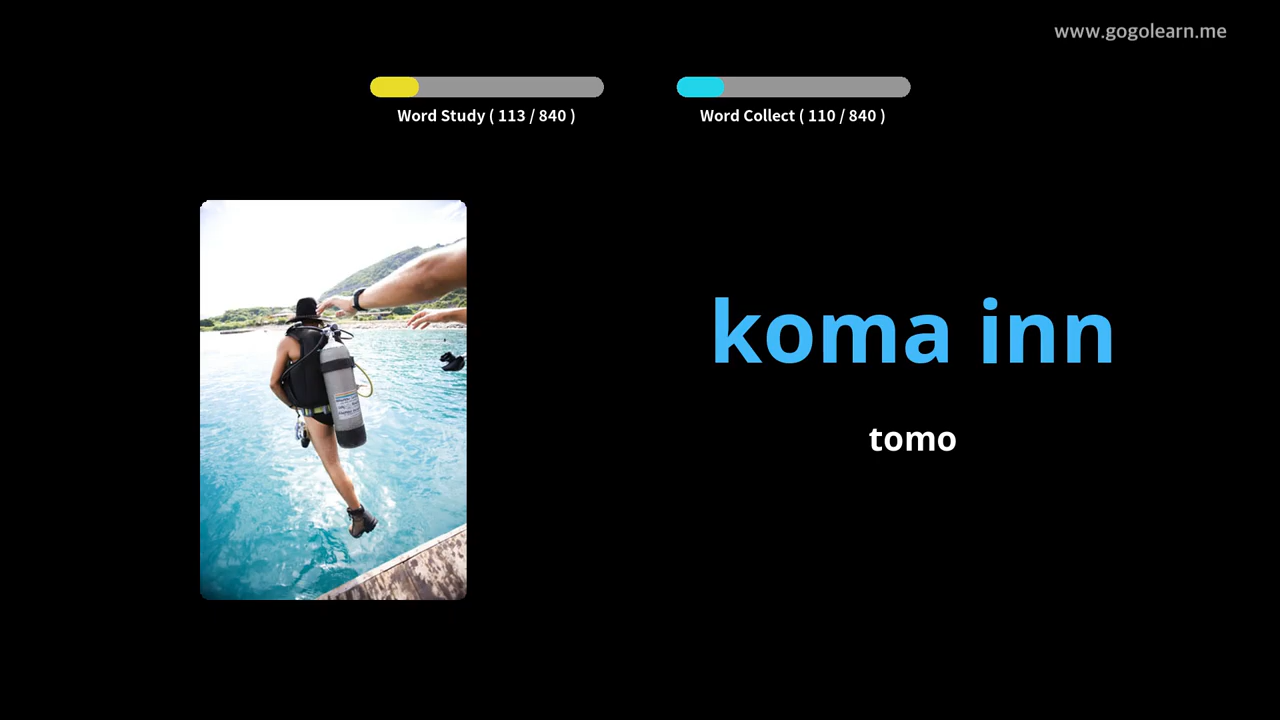 www.gogolearn.me
Word Study ( 113 / 840 )
Word Collect ( 110 / 840 )
koma inn
tomo